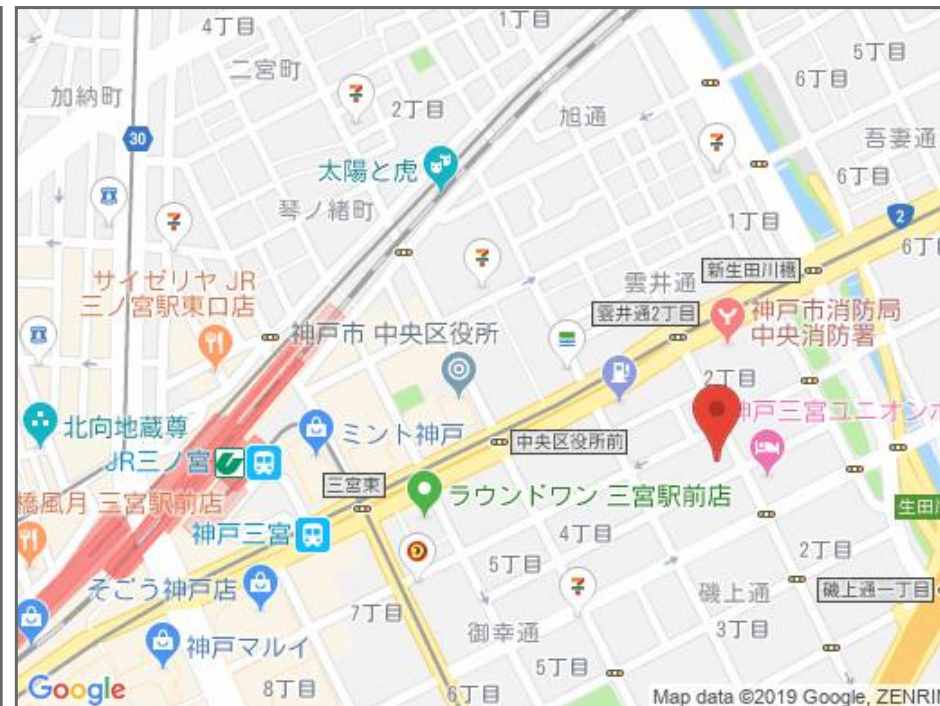 4丁目
1丁目
5丁目
二宮町
6丁目
加納町
2丁目
旭通
吾妻通
30
太陽と虎
6丁目
琴ノ緒町
1丁目
2
サイゼリヤ JR
三ノ宮駅東口店
雲井通
新生田川橋
雲井通2丁目
神戸市消防局
中央消防署
神戸市 中央区役所
2丁目
神戸三宮ユニオンホ
北向地蔵尊
ミント神戸
中央区役所前
JR三ノ宮
三宮東
橋風月 三宮駅前店
ラウンドワン 三宮駅前店
生田川
神戸三宮
4丁目
5丁目
2丁目
そごう神戸店
磯上通
磯上通一丁目
7丁目
御幸通
3丁目
神戸マルイ
5丁目
8丁目
6丁目
Google
Map data ©2019 Google, ZENRIN